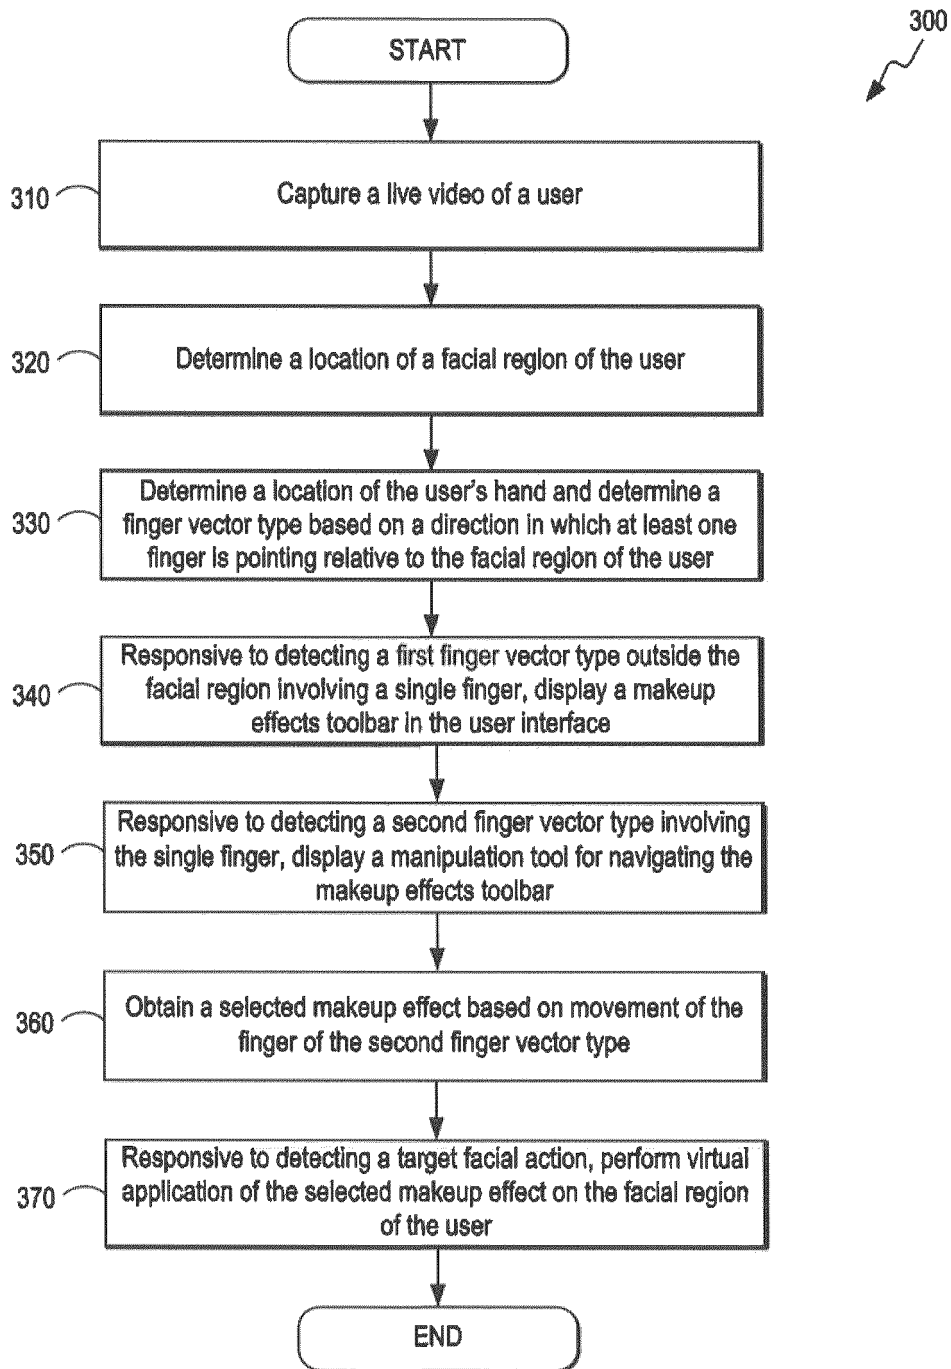 300
START
310
Capture a live video of a user
320
Determine a location of a facial region of the user
330
Determine a location of the user's hand and determine a
finger vector type based on a direction in which at least one
finger is pointing relative to the facial region of the user
340
Responsive to detecting a first finger vector type outside the
facial region involving a single finger, display a makeup
effects toolbar in the user interface
350
Responsive to detecting a second finger vector type involving
the single finger, display a manipulation tool for navigating the
makeup effects toolbar
360
Obtain a selected makeup effect based on movement of the
finger of the second finger vector type
370
Responsive to detecting a target facial action, perform virtual
application of the selected makeup effect on the facial region
of the user
END